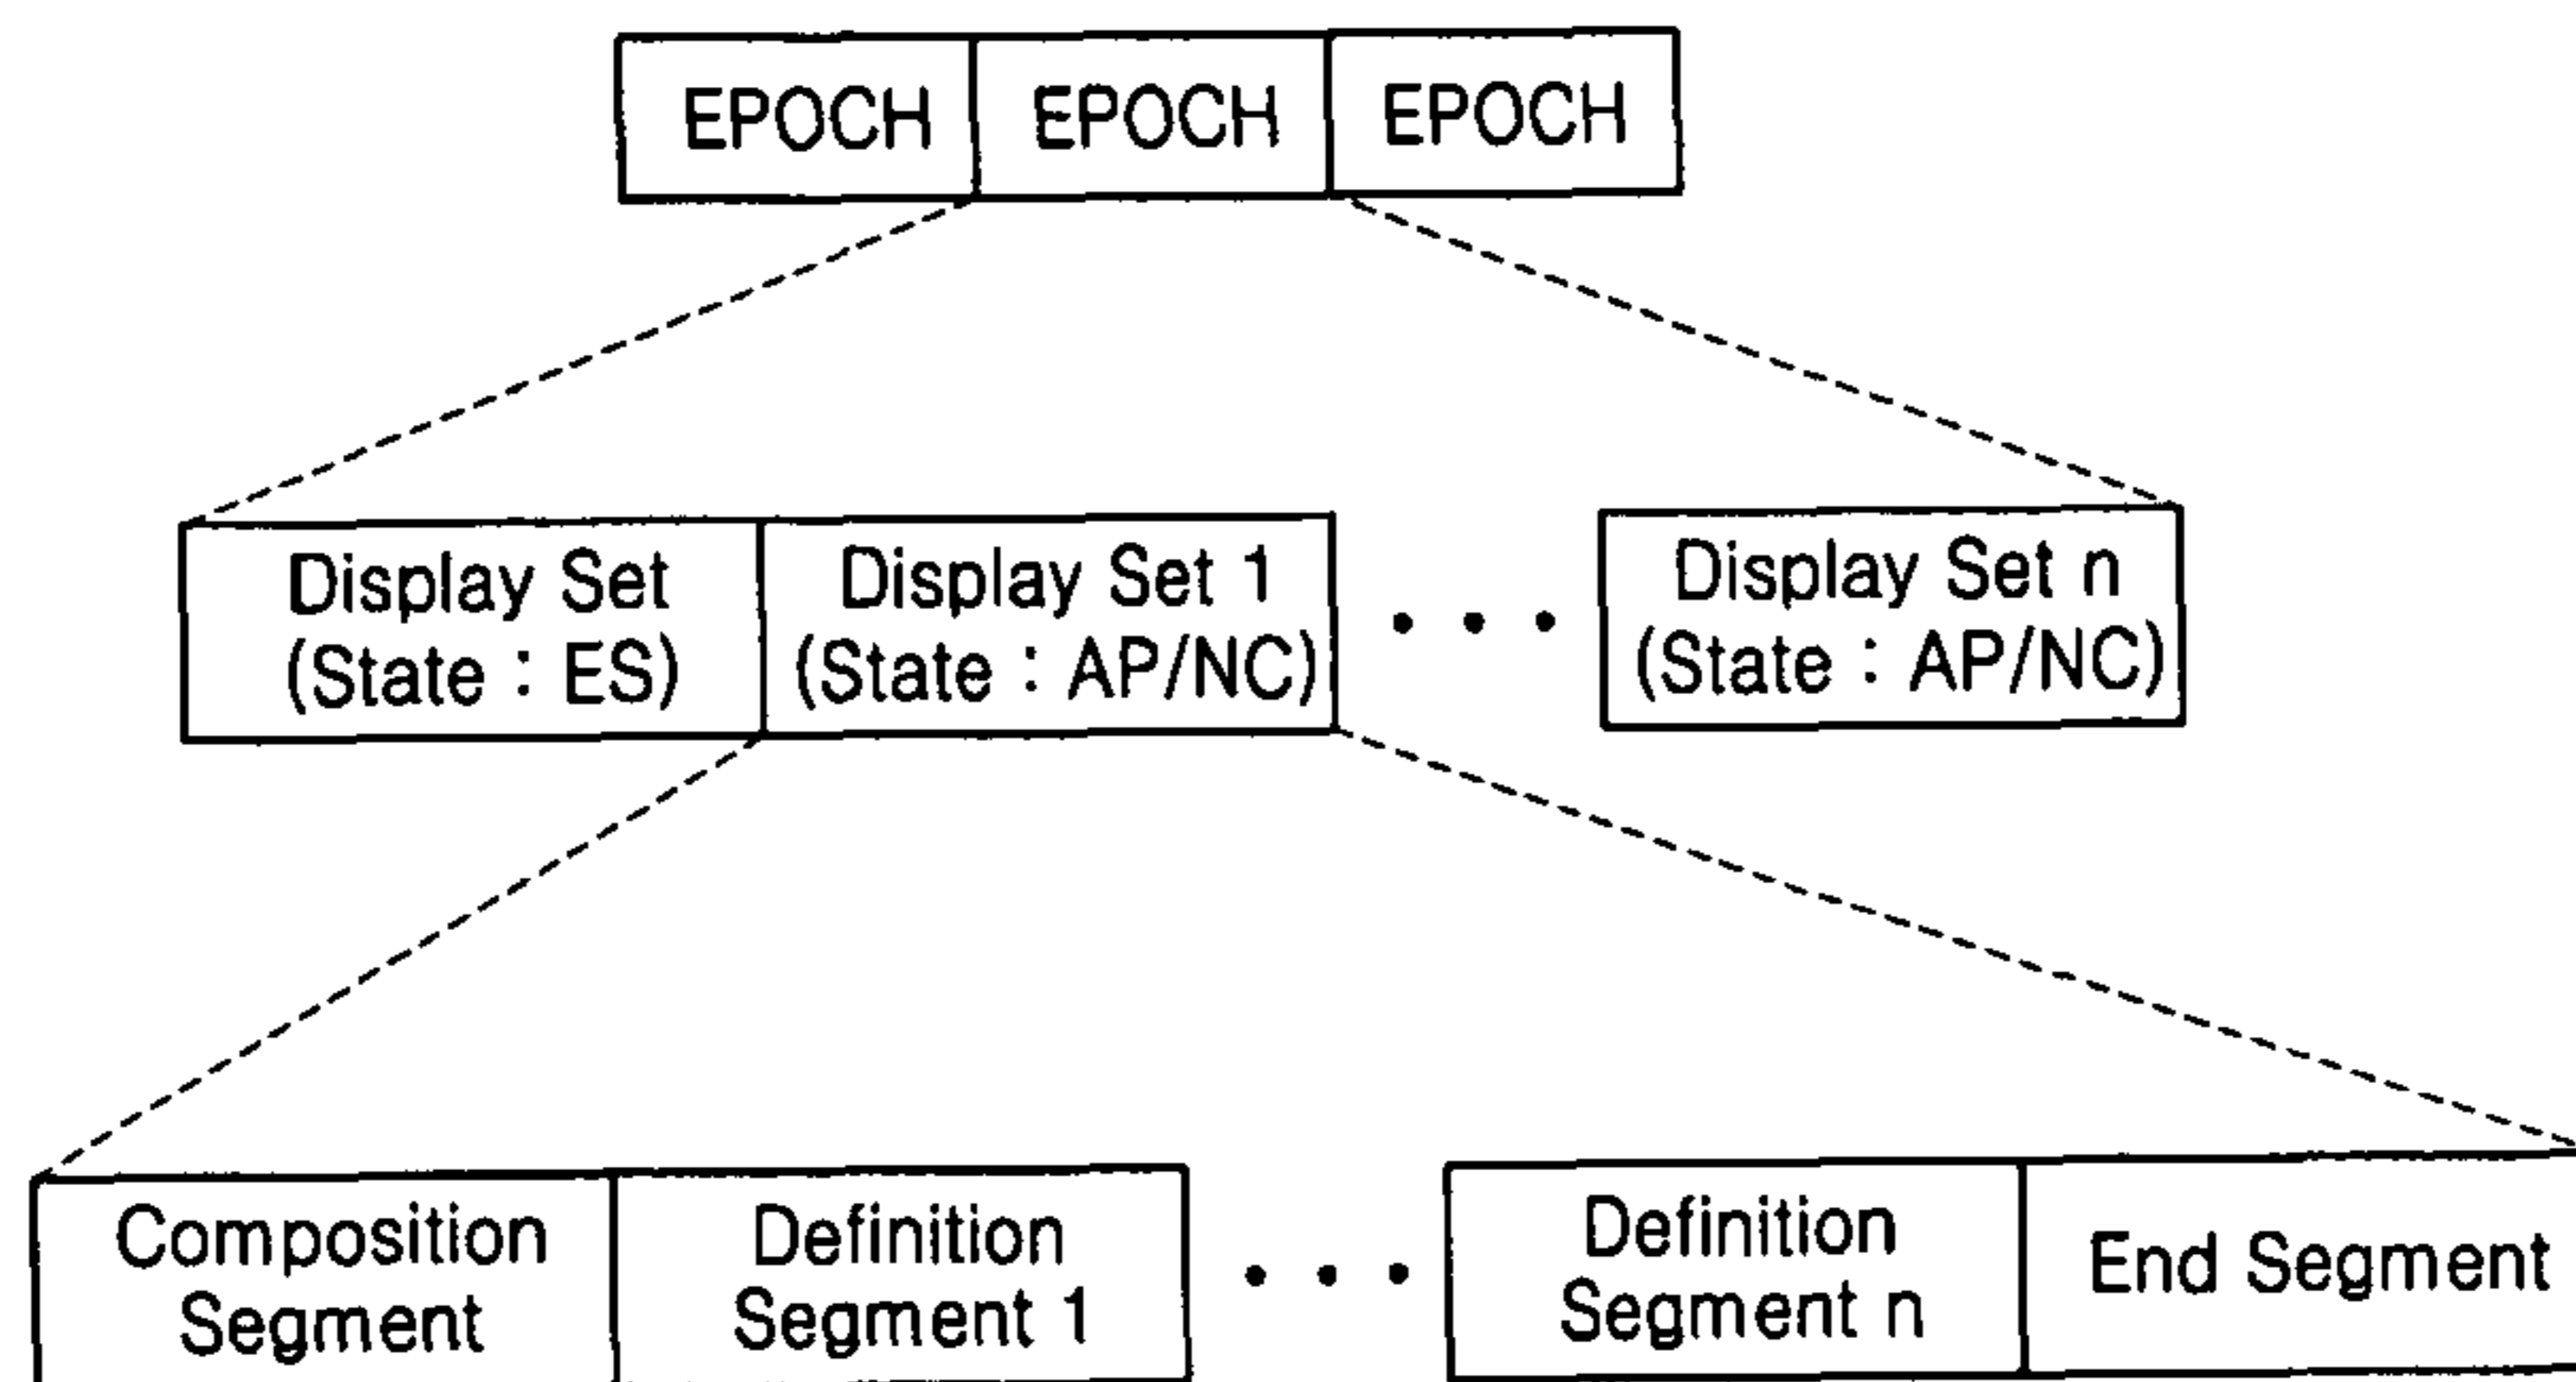 EPOCH EPOCH EPOCH
Display Set
(State : ES)
Display Set 1
(State : AP/NC)
• • •
Display Set n
(State : AP/NC)
Composition
Segment
Definition
Segment 1
• • •
Definition
Segment n
End Segment